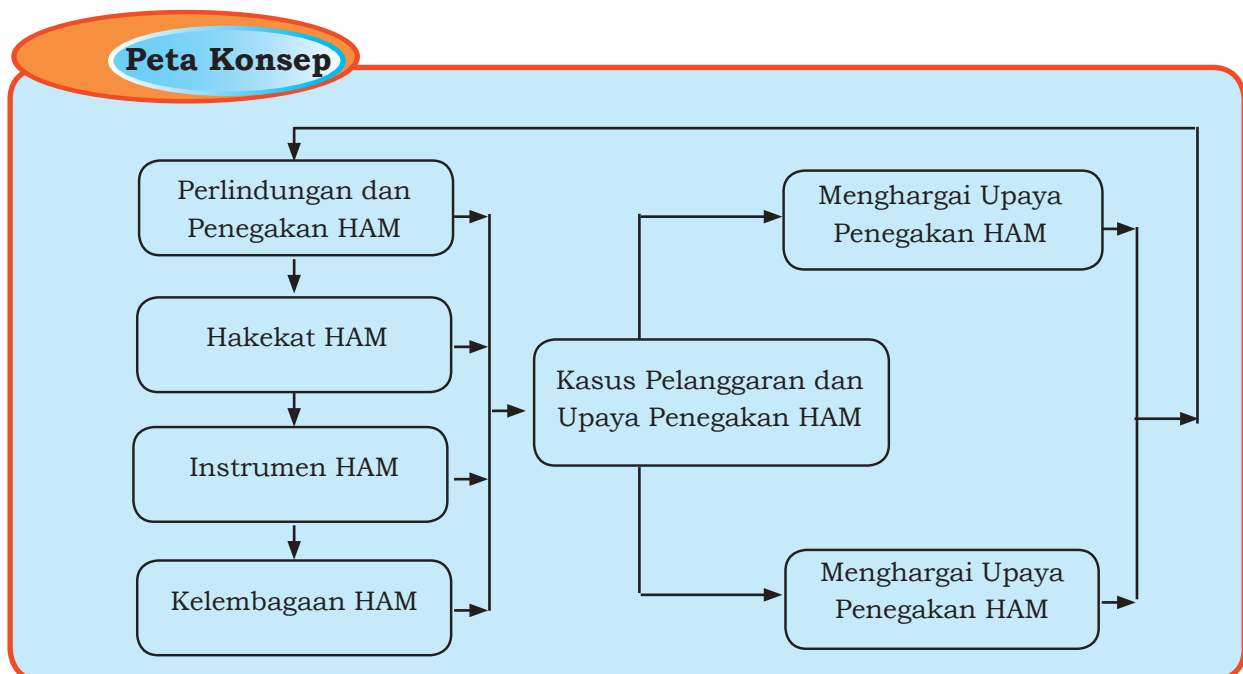 Peta Konsep
Perlindungan dan
Penegakan HAM
Hakekat HAM
Instrumen HAM
Kelembagaan HAM
Kasus Pelanggaran dan
Upaya Penegakan HAM
Menghargai Upaya
Penegakan HAM
Menghargai Upaya
Penegakan HAM